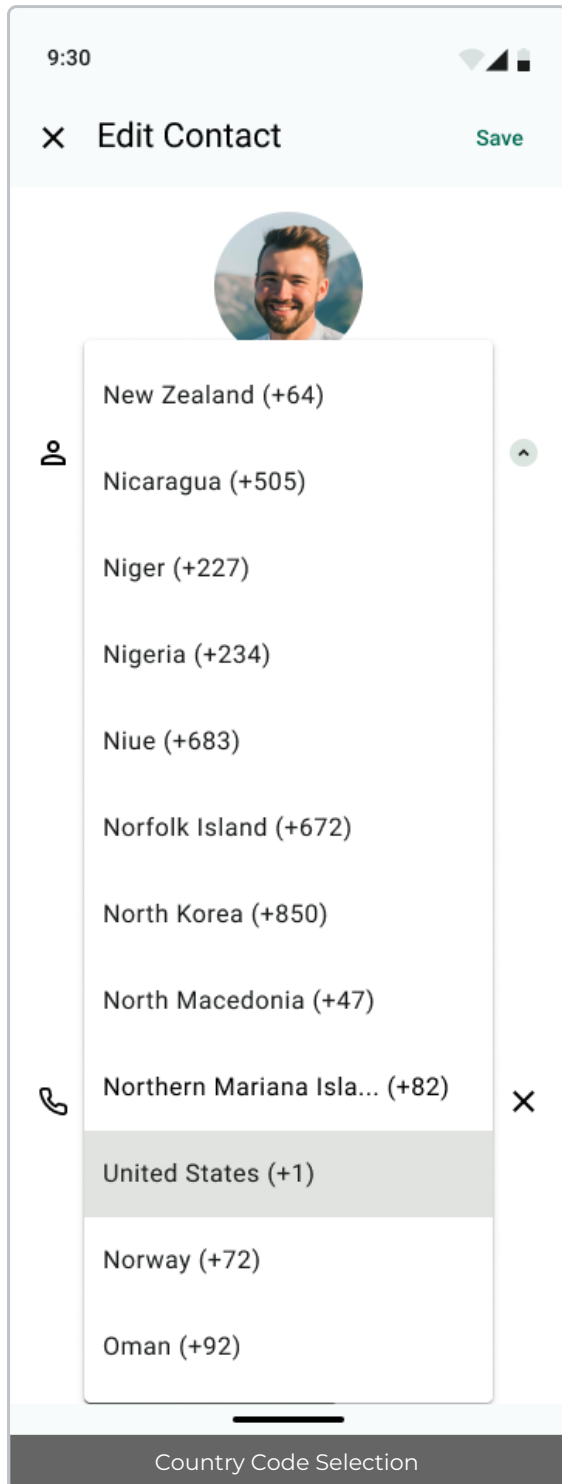 9:30
Edit Contact
Save
New Zealand (+64)
Nicaragua (+505)
Niger (+227)
Nigeria (+234)
Niue (+683)
Norfolk Island (+672)
North Korea (+850)
North Macedonia (+47)
Northern Mariana Isla... (+82)
United States (+1)
Norway (+72)
Oman (+92)
Country Code Selection